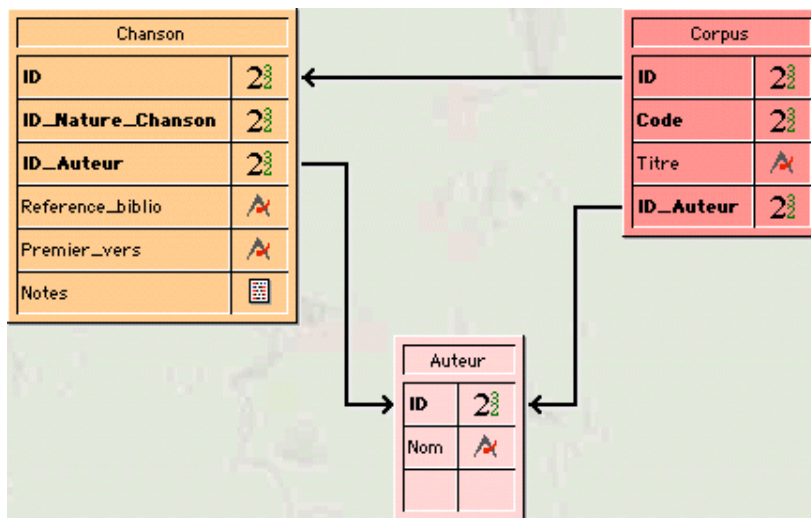 Chanson
ID
ID_Nature_Chanson
ID_Auteur
Reference_biblio
Premier_vers
Notes
Corpus
ID
Code
Titre
ID_Auteur
Auteur
ID
Nom